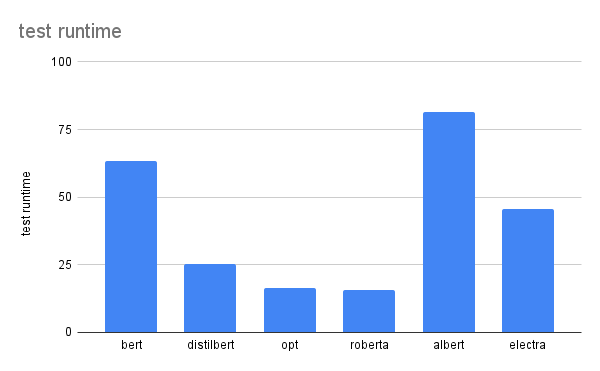 test runtime
100
75
50
25
0
test runtime
bert
distilbert
opt
roberta
albert
electra